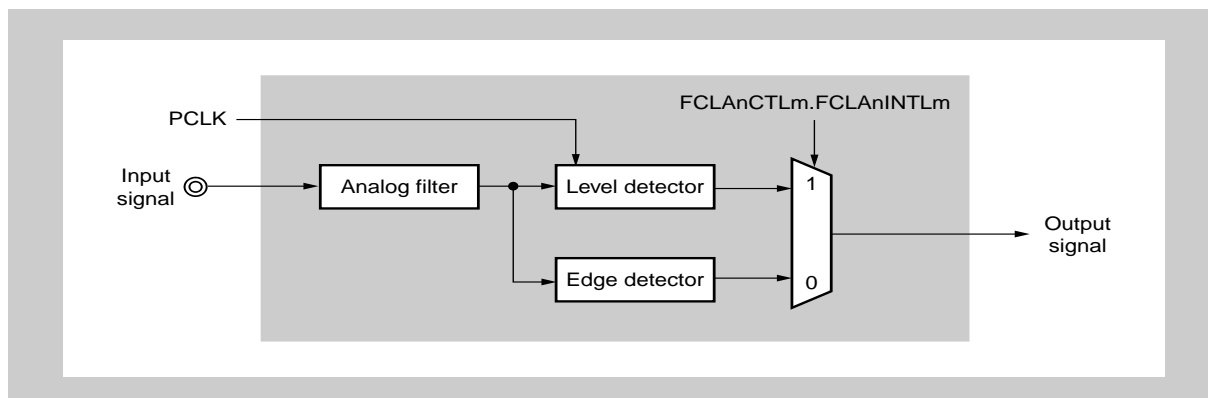 FCLAnCTLm.FCLAnINTLm
PCLK
Input
signal
Analog filter
Level detector
1
Output
signal
Edge detector
0